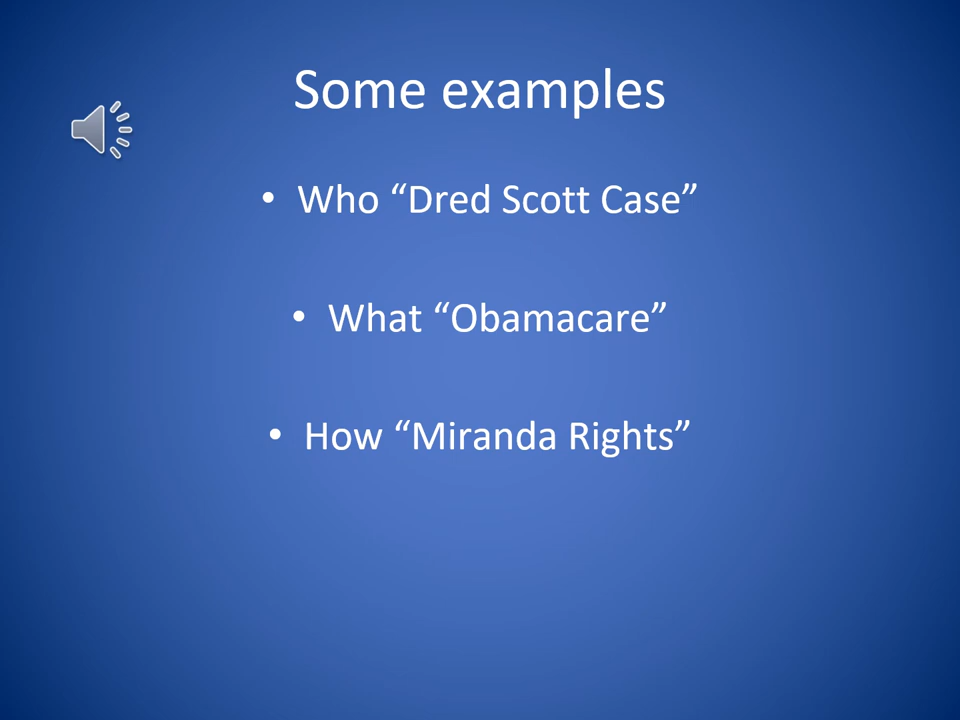 Some examples
• Who “Dred Scott Case”
• What “Obamacare”
• How “Miranda Rights”